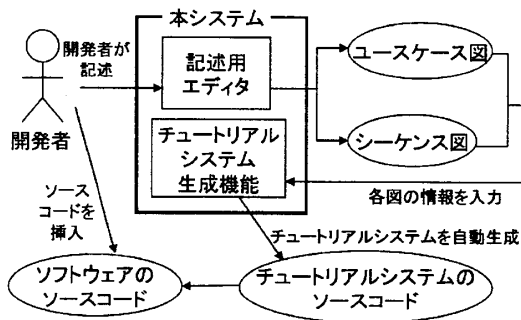 本システム
開発者が
記述
記述用
エディタ
ユースケース図
開発者
チュートリアル
システム
生成機能
シーケンス図
ソース
コードを
挿入
各図の情報を入力
チュートリアルシステムを自動生成
ソフトウェアの
ソースコード
チュートリアルシステムの
ソースコード